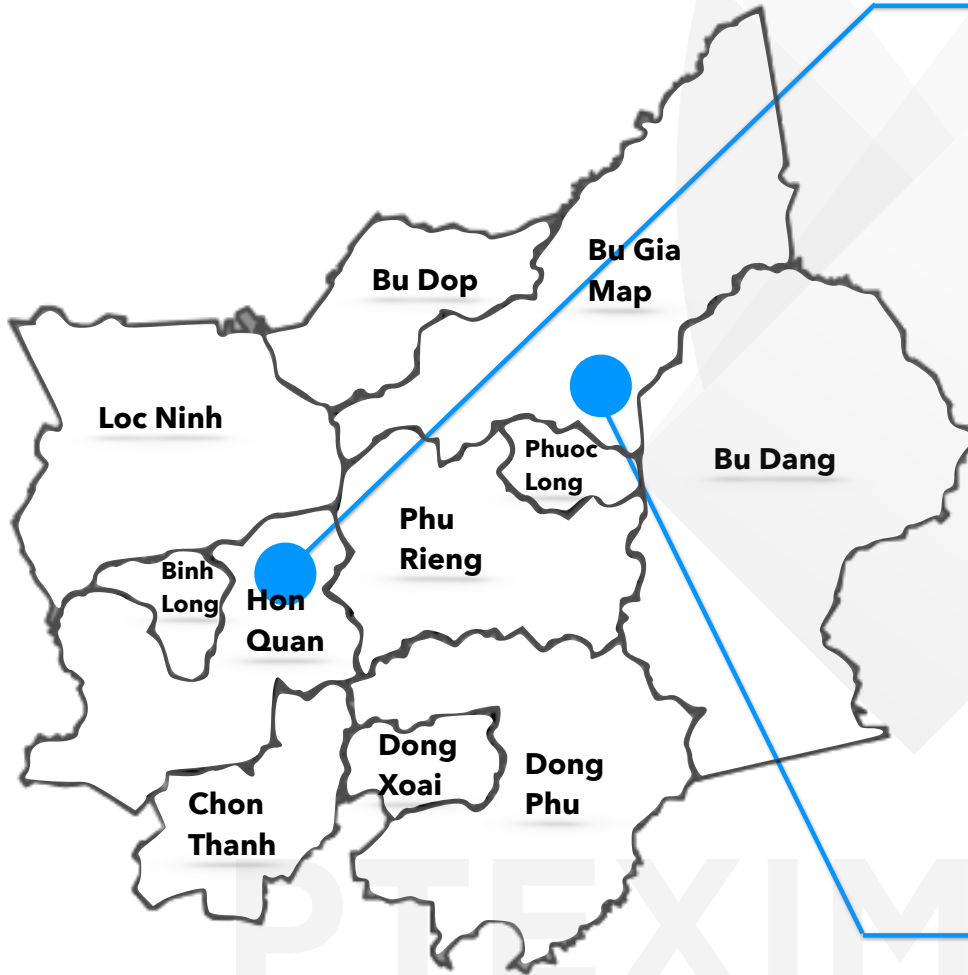 Bu Gia
Map
Bu Dop
Loc Ninh
Phuoc
Long
Bu Dang
Phu
Rieng
Binh
Long
Hon
Quan
Dong
Xoai
Dong
Phu
Chon
Thanh
PTEXIM